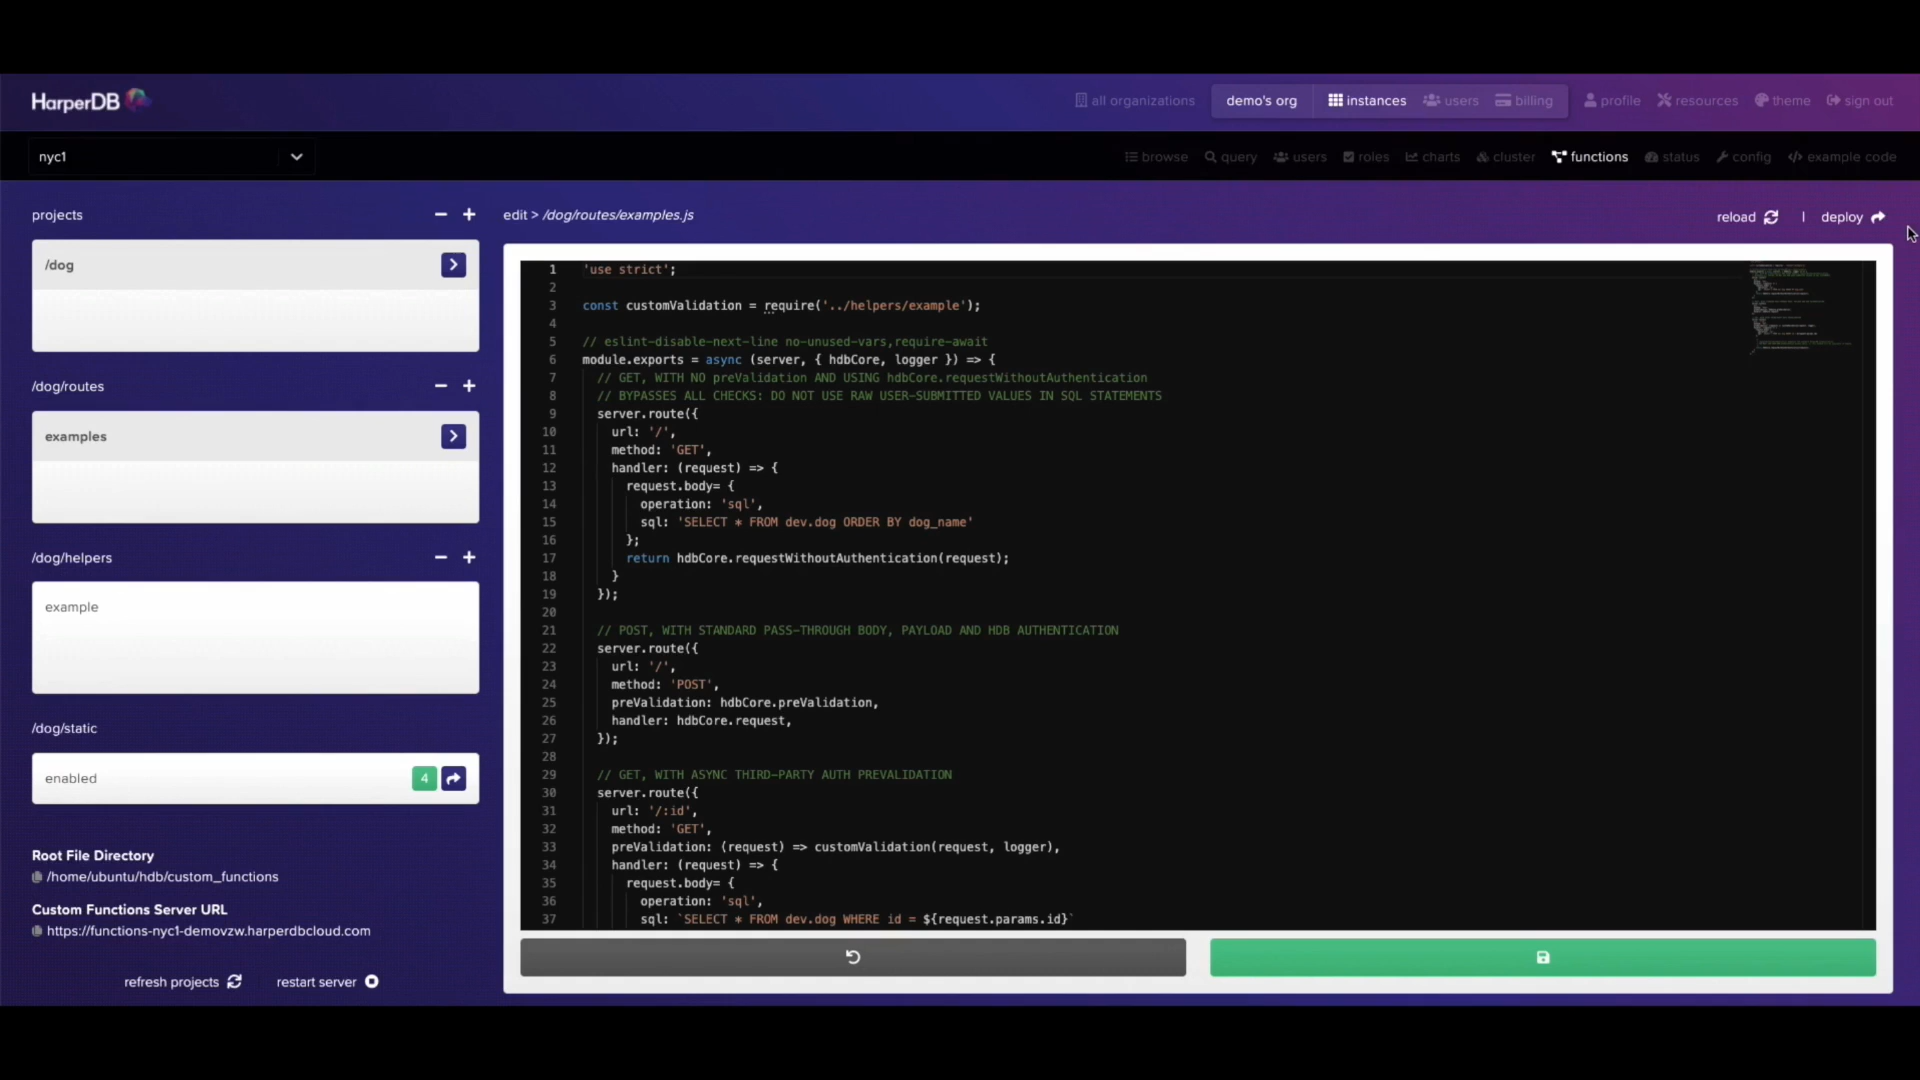 HarperDB
all organizations
demo's org
instances
users
billing
profile
resources
theme
sign out
nyc1
browse
query
users
roles
charts
cluster
functions
status
config
example code
projects
edit > /dog/routes/examples.js
reload
|
deploy
/dog
/dog/routes
examples
/dog/helpers
example
/dog/static
enabled
4
Root File Directory
/home/ubuntu/hdb/custom_functions
Custom Functions Server URL
https://functions-nyc1-demovzw.harperdbcloud.com
refresh projects
restart server
1 'use strict';
2
3 const customValidation = require('../helpers/example');
4
5 // eslint-disable-next-line no-unused-vars,require-await
6 module.exports = async (server, { hdbCore, logger }) => {
7 // GET, WITH NO preValidation AND USING hdbCore.requestWithoutAuthentication
8 // BYPASSES ALL CHECKS: DO NOT USE RAW USER-SUBMITTED VALUES IN SQL STATEMENTS
9 server.route({
10 url: '/',
11 method: 'GET',
12 handler: (request) => {
13 request.body= {
14 operation: 'sql',
15 sql: 'SELECT * FROM dev.dog ORDER BY dog_name'
16 };
17 return hdbCore.requestWithoutAuthentication(request);
18 }
19 });
20
21 // POST, WITH STANDARD PASS-THROUGH BODY, PAYLOAD AND HDB AUTHENTICATION
22 server.route({
23 url: '/',
24 method: 'POST',
25 preValidation: hdbCore.preValidation,
26 handler: hdbCore.request,
27 });
28
29 // GET, WITH ASYNC THIRD-PARTY AUTH PREVALIDATION
30 server.route({
31 url: '/:id',
32 method: 'GET',
33 preValidation: (request) => customValidation(request, logger),
34 handler: (request) => {
35 request.body= {
36 operation: 'sql',
37 sql: `SELECT * FROM dev.dog WHERE id = ${request.params.id}`